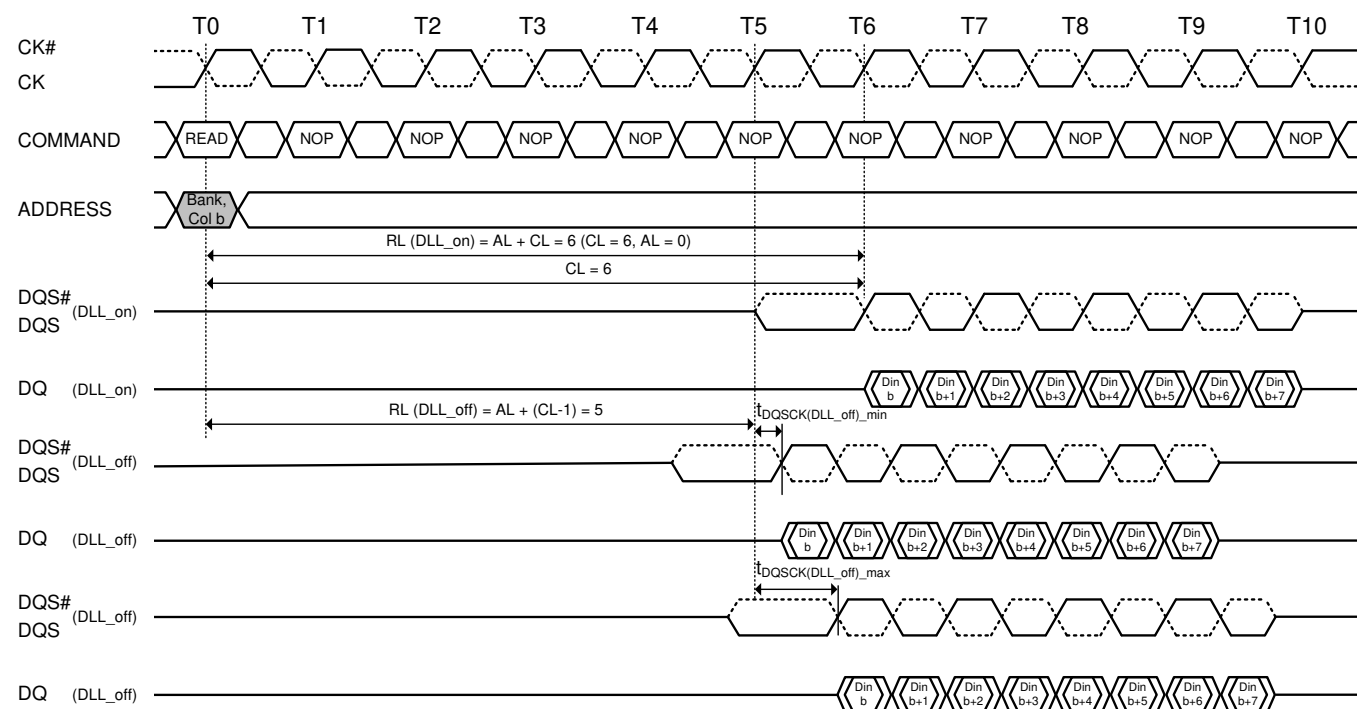 T0 T1 T2 T3 T4 T5 T6 T7 T8 T9 T10
CK#
CK
COMMAND READ NOP NOP NOP NOP NOP NOP NOP NOP NOP NOP
ADDRESS Bank,
Col b
RL (DLL_on) = AL + CL = 6 (CL = 6, AL = 0)
CL = 6
DQS# (DLL_on)
DQS
DQ (DLL_on) Din b Din b+1 Din b+2 Din b+3 Din b+4 Din b+5 Din b+6 Din b+7
RL (DLL_off) = AL + (CL-1) = 5
tDQSCK(DLL_off)_min
DQS# (DLL_off)
DQS
DQ (DLL_off) Din b Din b+1 Din b+2 Din b+3 Din b+4 Din b+5 Din b+6 Din b+7
tDQSCK(DLL_off)_max
DQS# (DLL_off)
DQS
DQ (DLL_off) Din b Din b+1 Din b+2 Din b+3 Din b+4 Din b+5 Din b+6 Din b+7